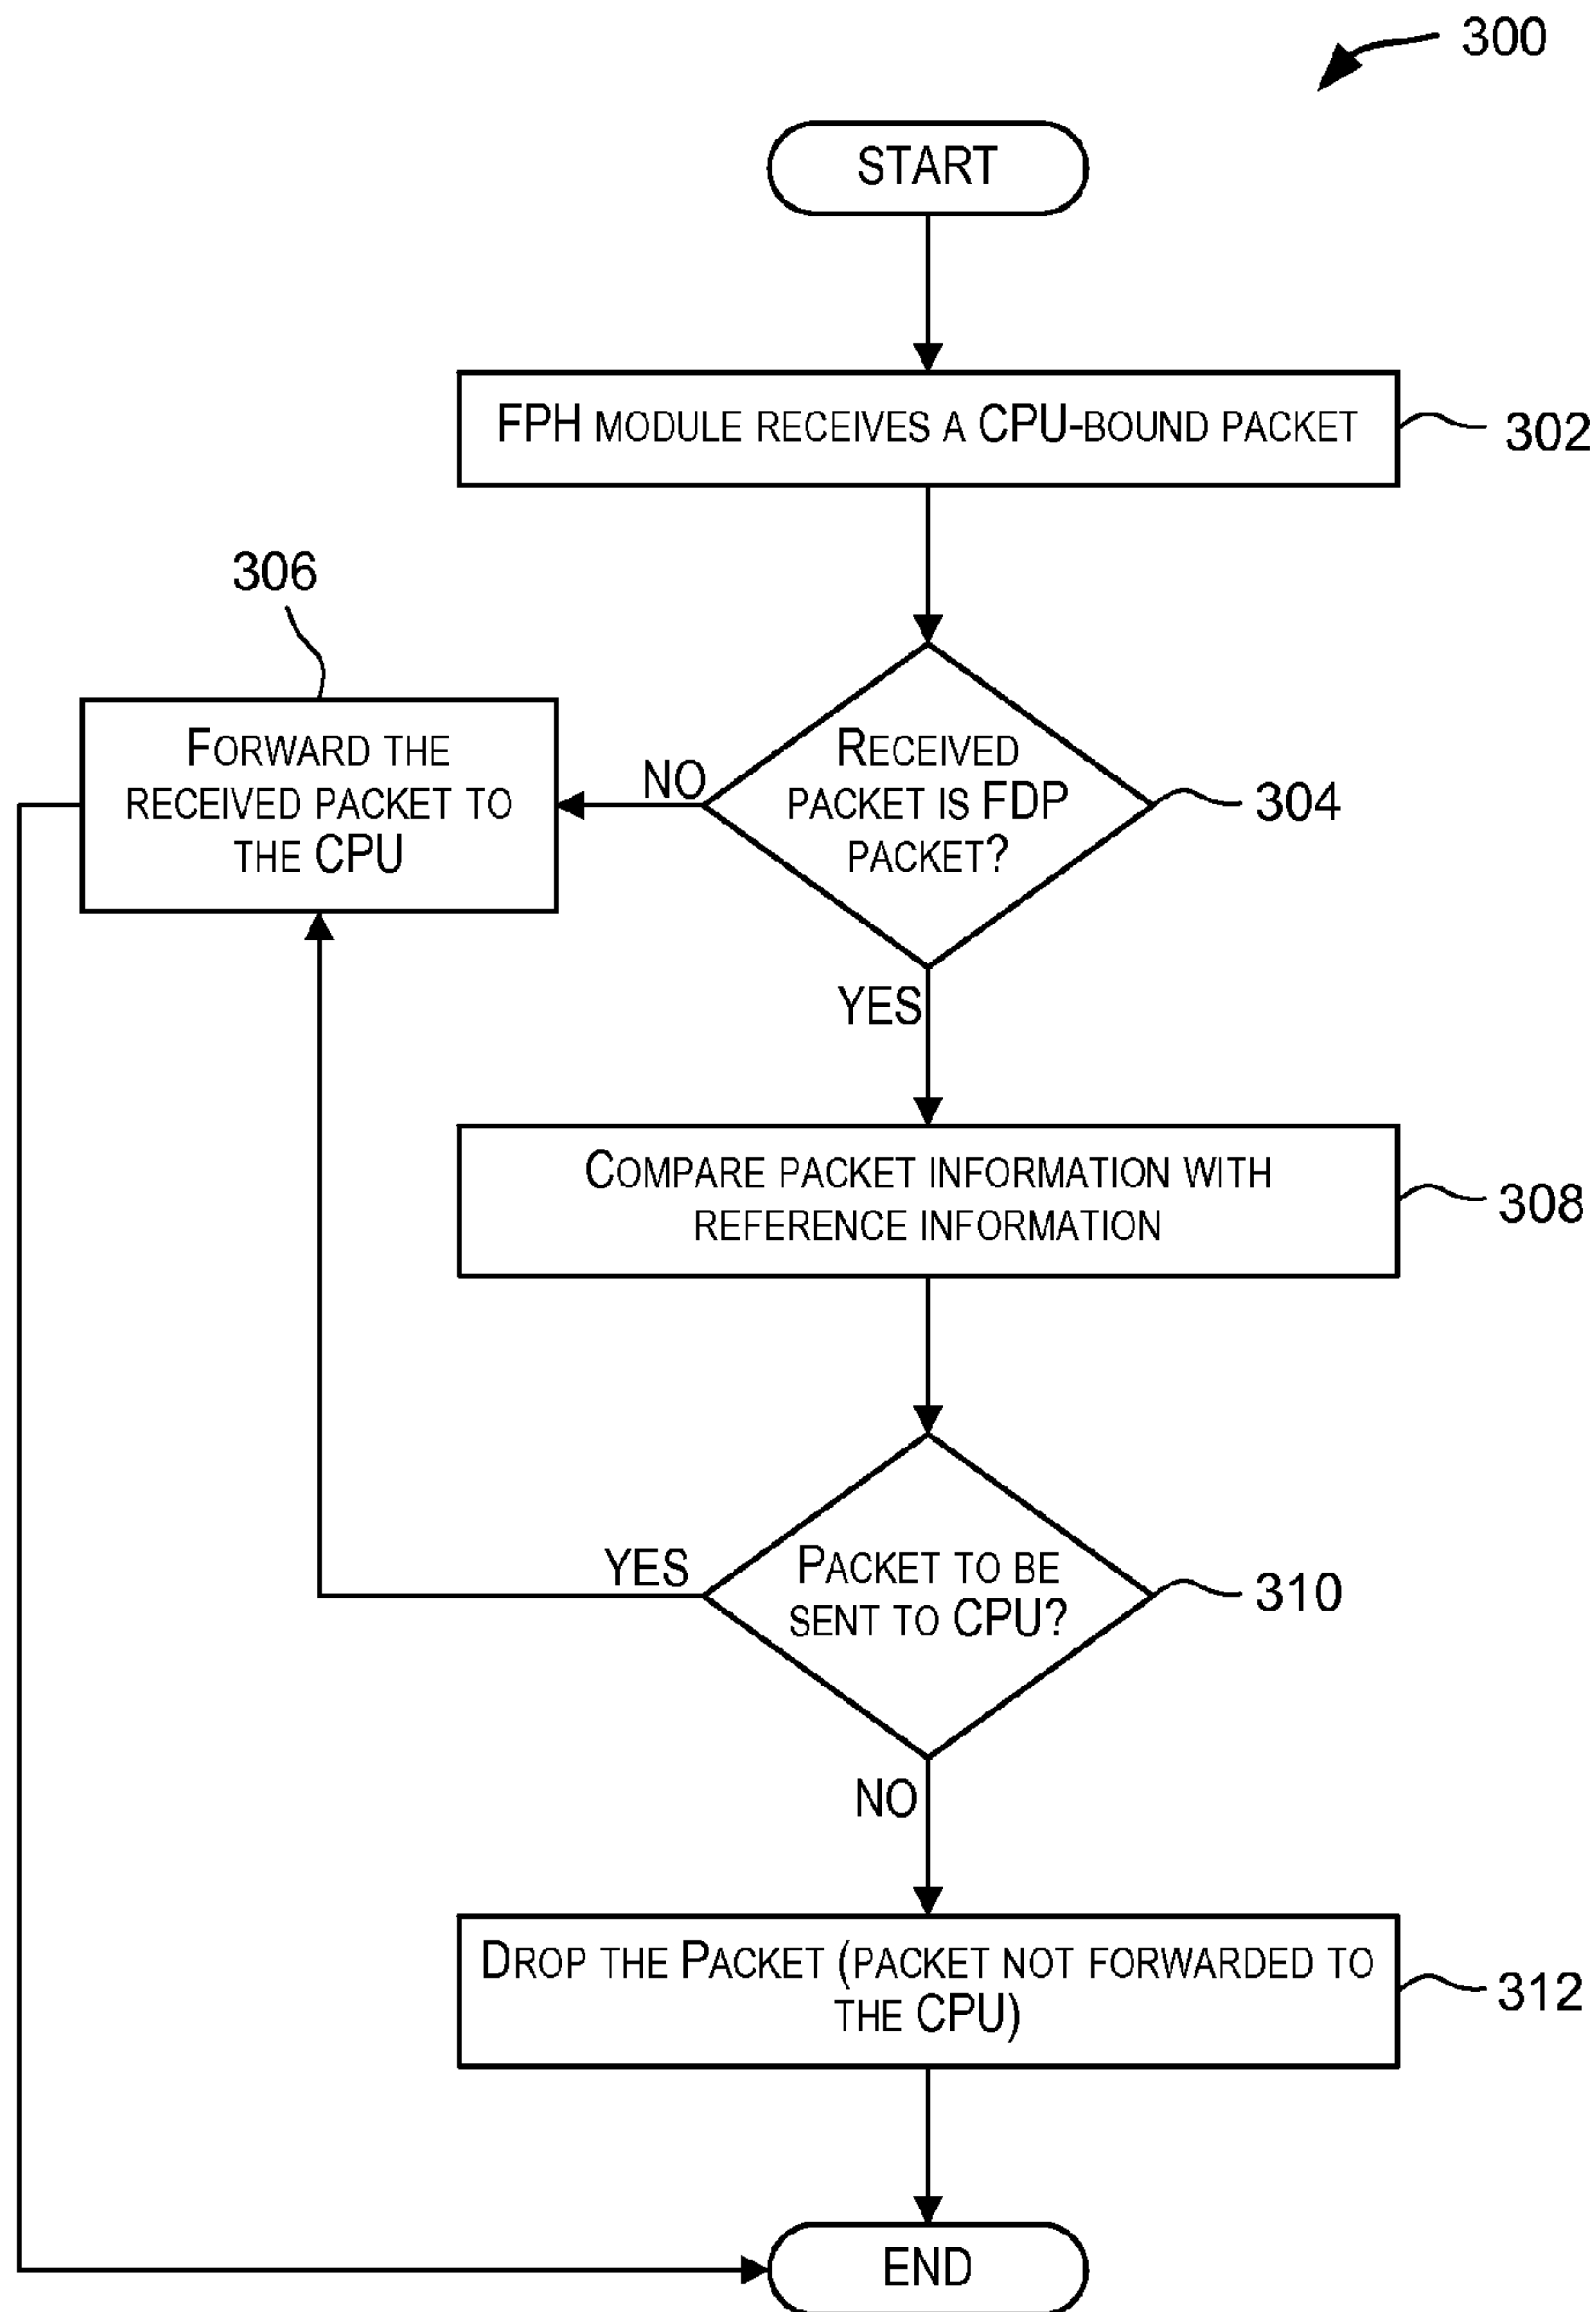 300
START
FPH MODULE RECEIVES A CPU-BOUND PACKET
302
306
FORWARD THE
RECEIVED PACKET TO
THE CPU
NO
RECEIVED
PACKET IS FDP
PACKET?
304
YES
COMPARE PACKET INFORMATION WITH
REFERENCE INFORMATION
308
YES
PACKET TO BE
SENT TO CPU?
310
NO
DROP THE PACKET (PACKET NOT FORWARDED TO
THE CPU)
312
END